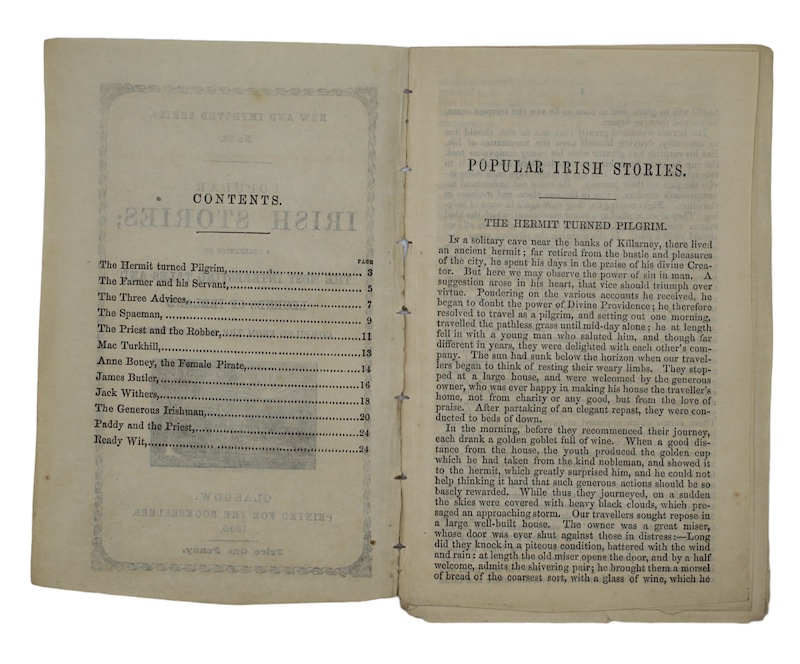 CONTENTS.
PAGE
The Hermit turned Pilgrim, 3
The Farmer and his Servant, 5
The Three Advices, 7
The Spaeman, 9
The Priest and the Robber, 11
Mac Turkhill, 13
Anne Boney, the Female Pirate, 14
James Butler, 16
Jack Withers, 18
The Generous Irishman, 20
Paddy and the Priest, 24
Ready Wit, 24
POPULAR IRISH STORIES.
THE HERMIT TURNED PILGRIM.
In a solitary cave near the banks of Killarney, there lived
an ancient hermit; far retired from the bustle and pleasures
of the city, he spent his days in the praise of his divine Crea-
tor. But here we may observe the power of sin in man. A
suggestion arose in his heart, that vice should triumph over
virtue. Pondering on the various accounts he received, he
began to doubt the power of Divine Providence; he therefore
resolved to travel as a pilgrim, and setting out one morning,
travelled the pathless grass until mid-day alone; he at length
fell in with a young man who saluted him, and though far
different in years, they were delighted with each other's com-
pany. The sun had sunk below the horizon when our travel-
lers began to think of resting their weary limbs. They stop-
ped at a large house, and were welcomed by the generous
owner, who was ever happy in making his house the traveller's
home, not from charity or any good, but from the love of
praise. After partaking of an elegant repast, they were con-
ducted to beds of down.
In the morning, before they recommenced their journey,
each drank a golden goblet full of wine. When a good dis-
tance from the house, the youth produced the golden cup
which he had taken from the kind nobleman, and showed it
to the hermit, which greatly surprised him, and he could not
help thinking it hard that such generous actions should be so
basely rewarded. While thus they journeyed, on a sudden
the skies were covered with heavy black clouds, which pre-
saged an approaching storm. Our travellers sought repose in
a large well-built house. The owner was a great miser,
whose door was ever shut against those in distress:—Long
did they knock in a piteous condition, battered with the wind
and rain: at length the old miser opens the door, and by a half
welcome, admits the shivering pair; he brought them a morsel
of bread of the coarsest sort, with a glass of wine, which he
NEW AND IMPROVED SERIES.
POPULAR
IRISH STORIES;
GLASGOW:
PRINTED FOR THE BOOKSELLERS.
Price One Penny.